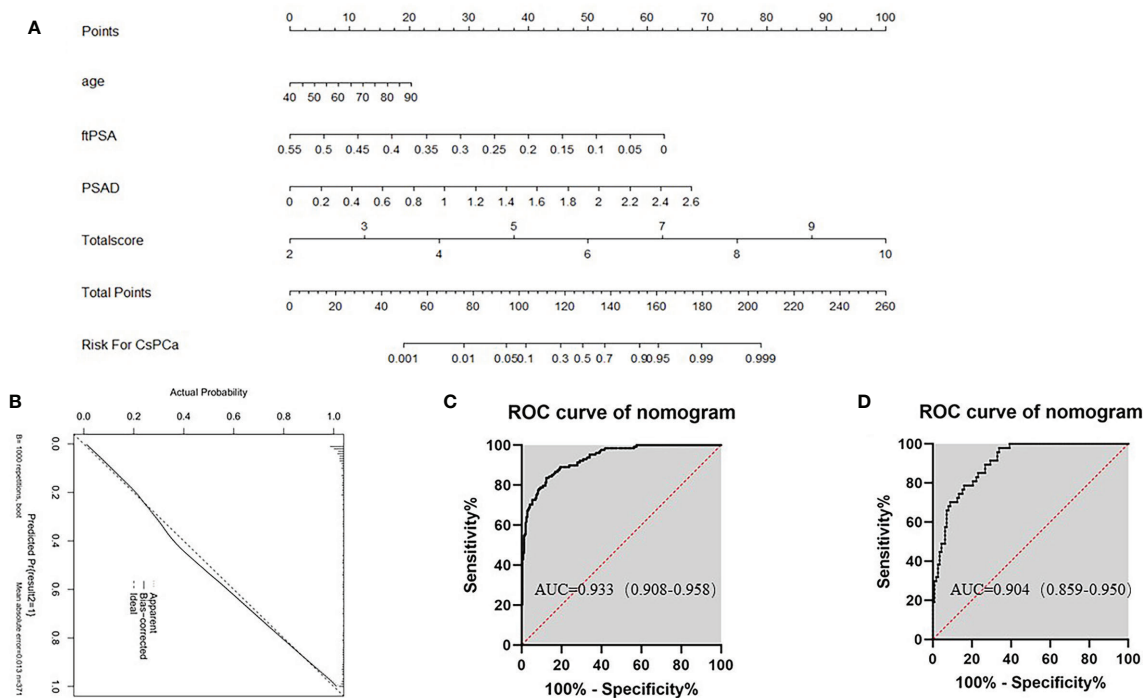 A
Points
0 10 20 30 40 50 60 70 80 90 100
age
40 45 50 55 60 65 70 75 80 85 90
ftPSA
0.55 0.5 0.45 0.4 0.35 0.3 0.25 0.2 0.15 0.1 0.05 0
PSAD
0 0.2 0.4 0.6 0.8 1 1.2 1.4 1.6 1.8 2 2.2 2.4 2.6
3 5 7 9
Totalscore
2 4 6 8 10
Total Points
0 20 40 60 80 100 120 140 160 180 200 220 240 260
Risk For CsPCa
0.001 0.01 0.05 0.1 0.3 0.5 0.7 0.9 0.95 0.99 0.999
B
Actual Probability
0.0 0.2 0.4 0.6 0.8 1.0
0.0 0.2 0.4 0.6 0.8 1.0
Predicted Pr{result2=1}
B= 1000 repetitions, boot
Mean absolute error=0.013 n=371
Apparent
Bias-corrected
Ideal
C
ROC curve of nomogram
Sensitivity%
100
80
60
40
20
0
AUC=0.933 (0.908-0.958)
0 20 40 60 80 100
100% - Specificity%
D
ROC curve of nomogram
Sensitivity%
100
80
60
40
20
0
AUC=0.904 (0.859-0.950)
0 20 40 60 80 100
100% - Specificity%